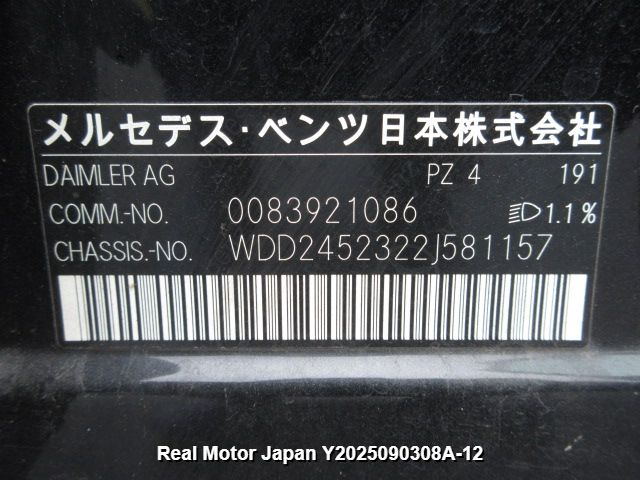 メルセデス・ベンツ日本株式会社
DAIMLER AG PZ 4 191
COMM.-NO. 0083921086 1.1%
CHASSIS.-NO. WDD2452322J581157
Real Motor Japan Y2025090308A-12